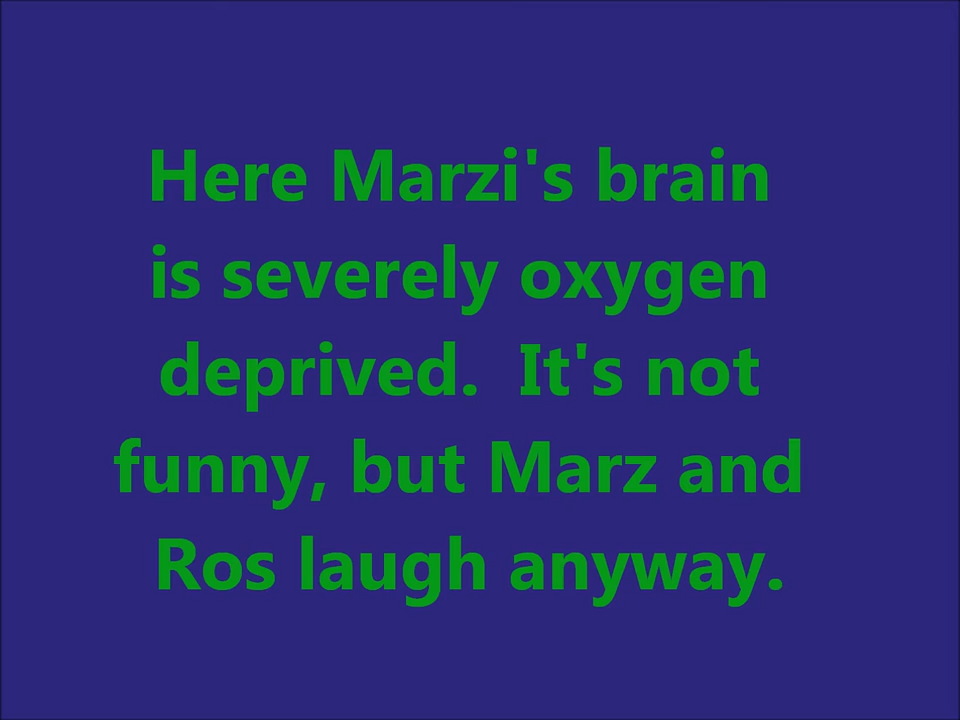 Here Marzi's brain
is severely oxygen
deprived.  It's not
funny, but Marz and
Ros laugh anyway.